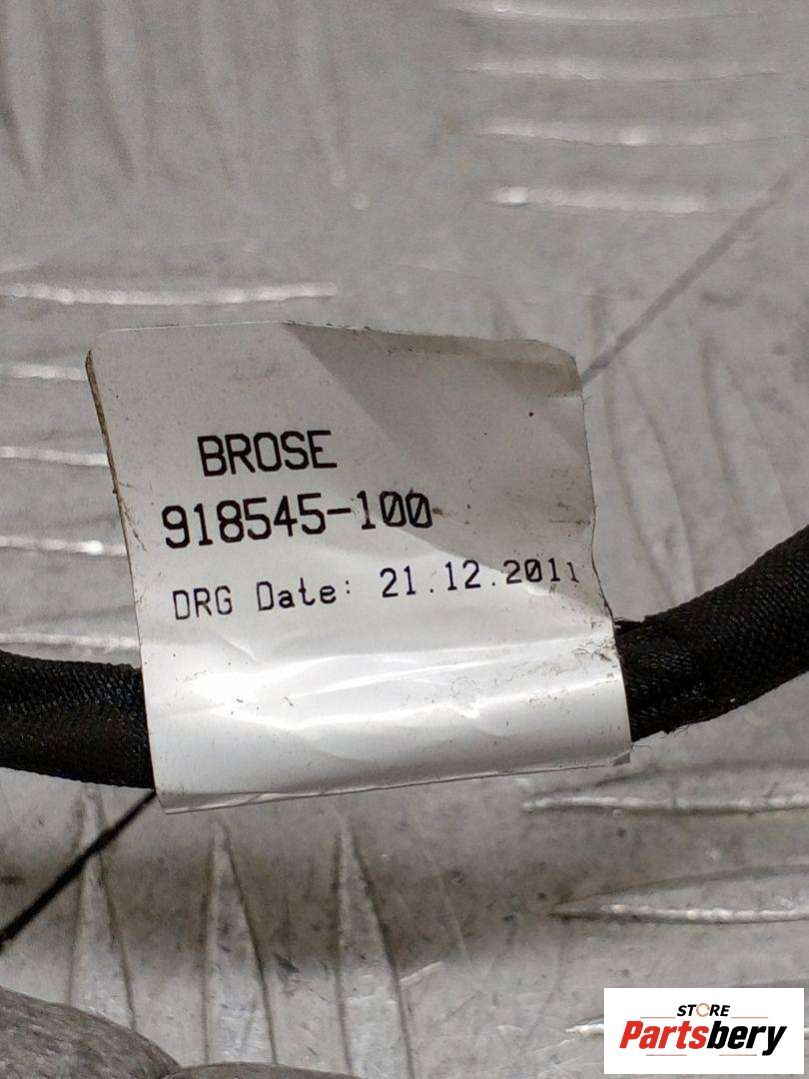 BROSE
918545-100
DRG Date: 21.12.2011
STORE
Partsbery